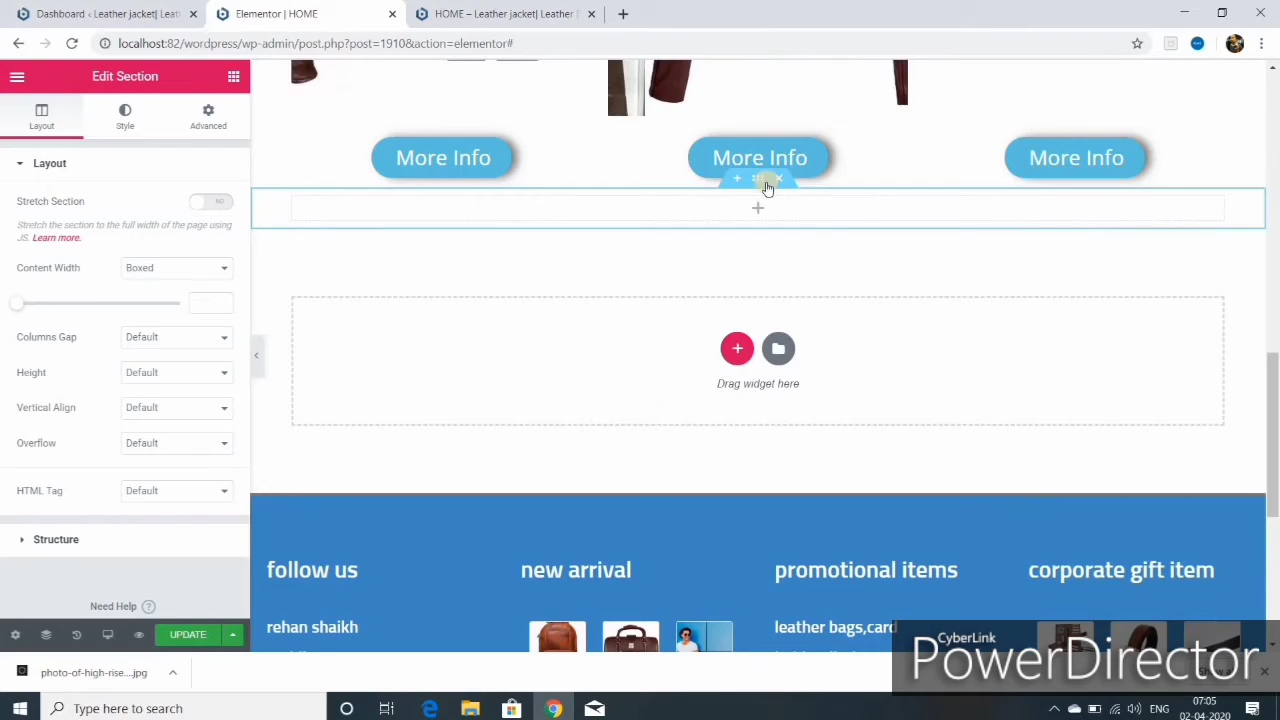 Dashboard ‹ Leather jacket| Leat
Elementor | HOME
HOME – Leather jacket| Leather
localhost:82/wordpress/wp-admin/post.php?post=1910&action=elementor#
Edit Section
Layout
Style
Advanced
Layout
Stretch Section
NO
Stretch the section to the full width of the page using
JS. Learn more.
Content Width
Boxed
Columns Gap
Default
Height
Default
Vertical Align
Default
Overflow
Default
HTML Tag
Default
Structure
Need Help
UPDATE
More Info
More Info
More Info
Drag widget here
follow us
new arrival
promotional items
corporate gift item
rehan shaikh
leather bags,card
CyberLink
PowerDirector
photo-of-high-rise....jpg
Type here to search
ENG
07:05
02-04-2020